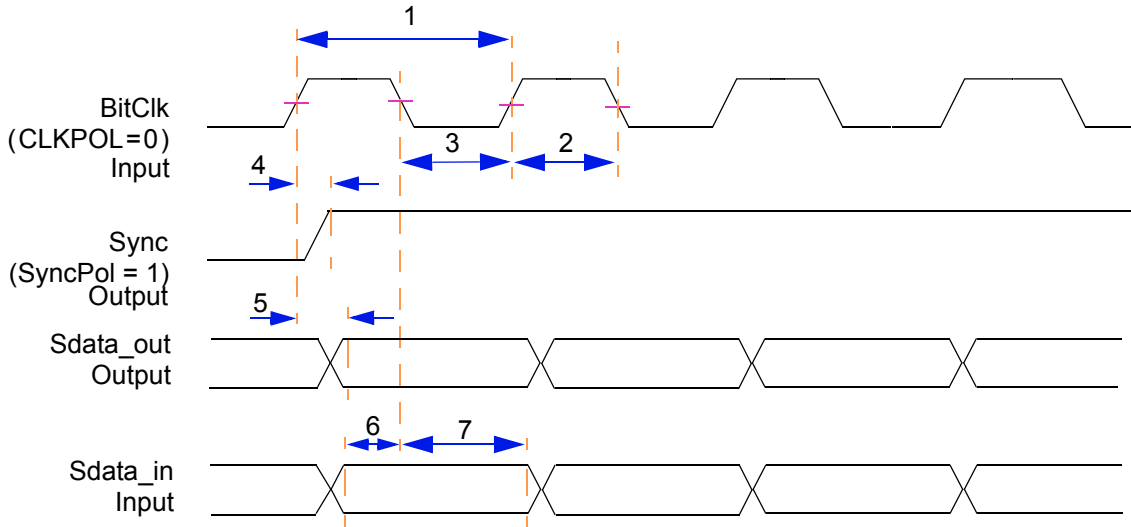 1
BitClk
(CLKPOL=0)
Input
3
2
4
Sync
(SyncPol = 1)
Output
5
Sdata_out
Output
6
7
Sdata_in
Input